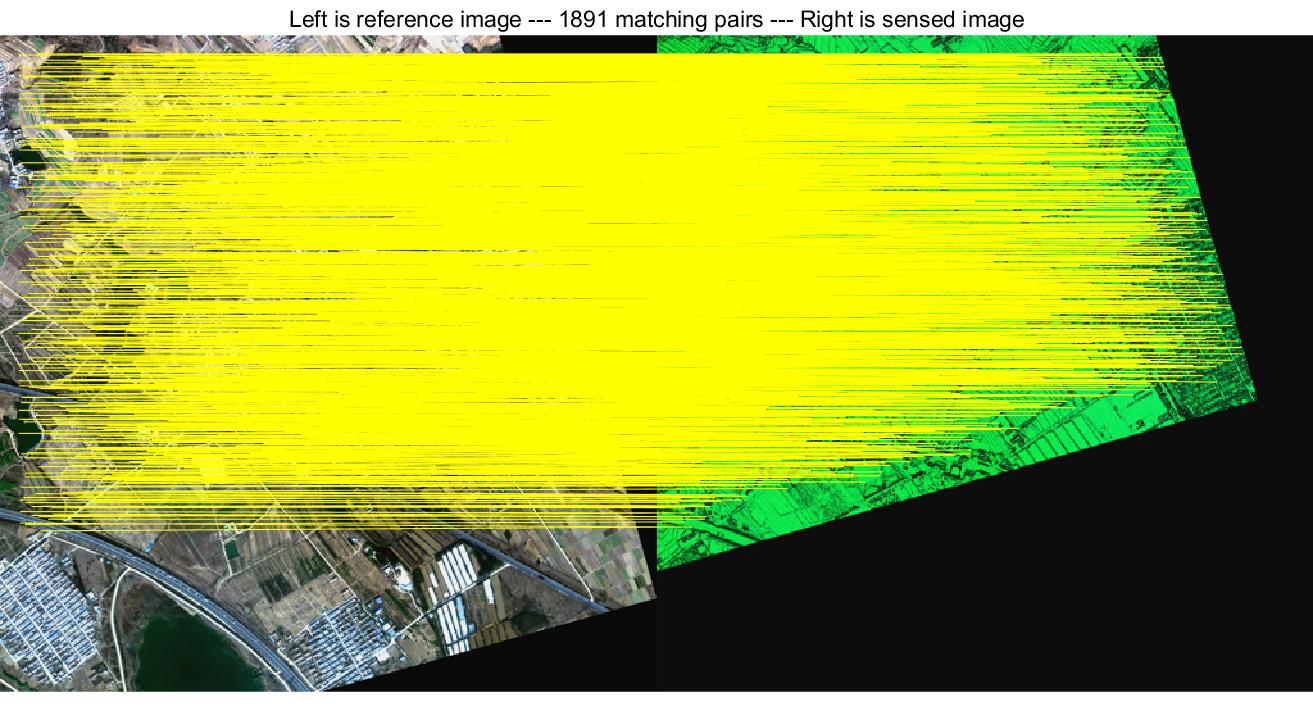 Left is reference image --- 1891 matching pairs --- Right is sensed image